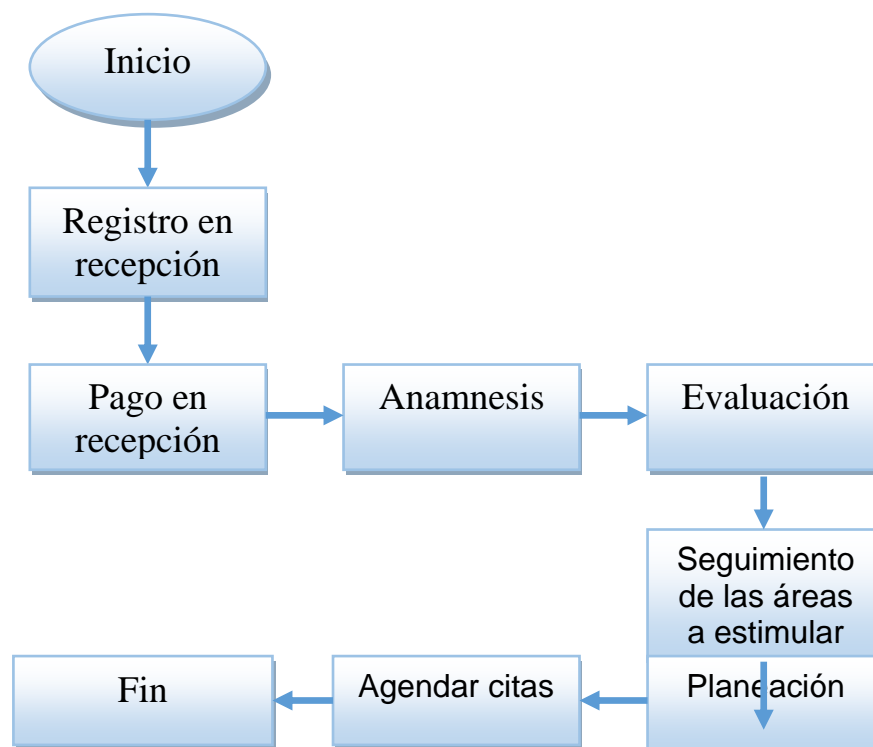 Inicio
Registro en
recepción
Pago en
recepción
Anamnesis
Evaluación
Seguimiento
de las áreas
a estimular
Planeación
Agendar citas
Fin